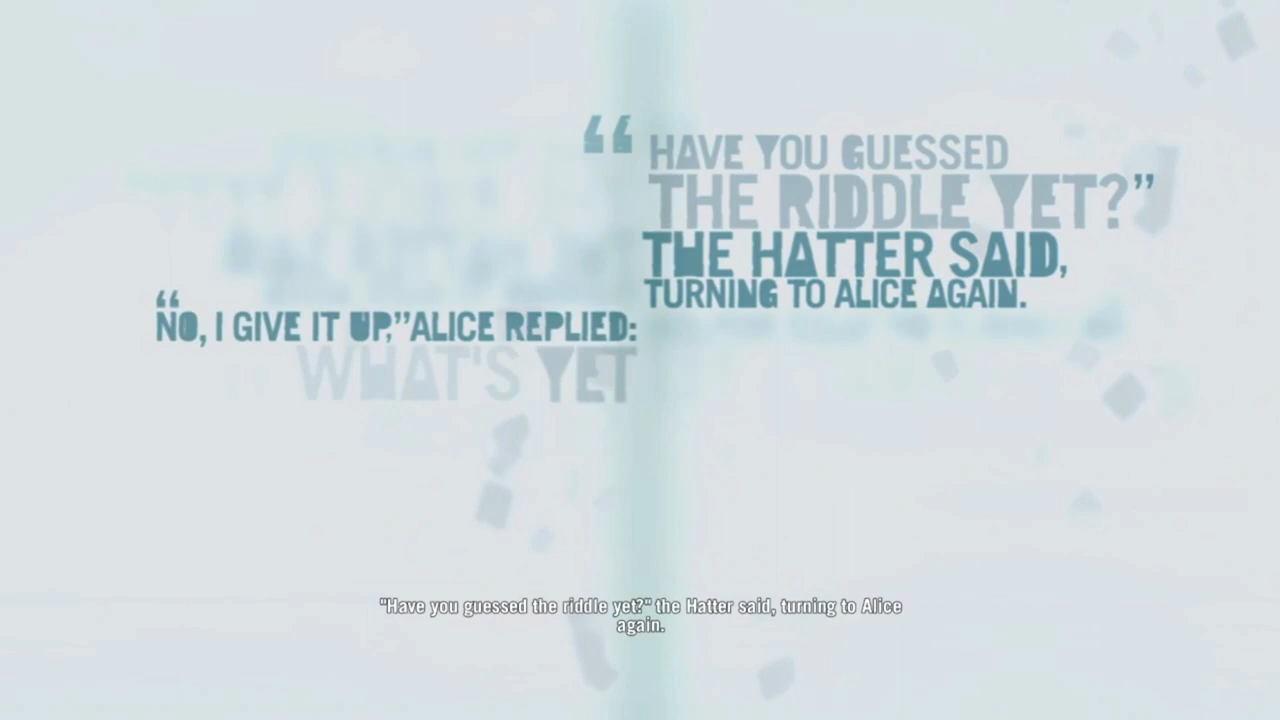 “HAVE YOU GUESSED
THE RIDDLE YET?”
THE HATTER SAID,
TURNING TO ALICE AGAIN.
“NO, I GIVE IT UP,” ALICE REPLIED:
WHAT'S YET
"Have you guessed the riddle yet?" the Hatter said, turning to Alice
again.